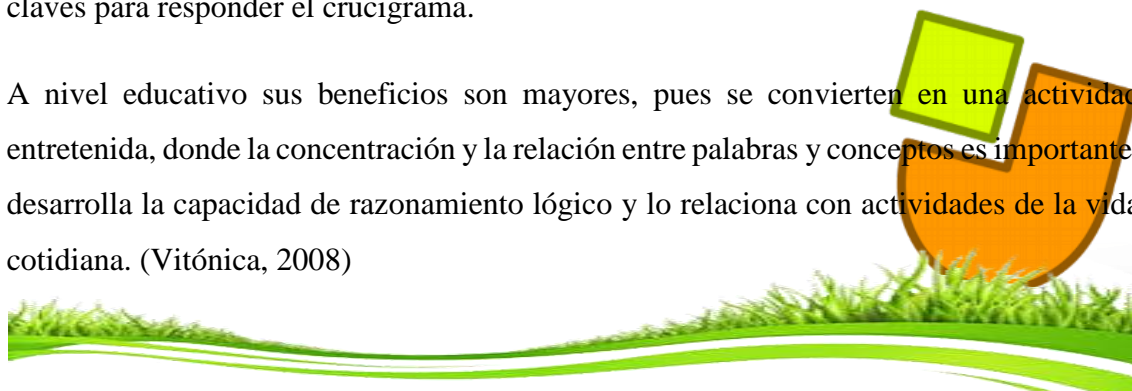 claves para responder el crucigrama.
A nivel educativo sus beneficios son mayores, pues se convierten en una actividad
entretenida, donde la concentración y la relación entre palabras y conceptos es importante
desarrolla la capacidad de razonamiento lógico y lo relaciona con actividades de la vida
cotidiana. (Vitónica, 2008)